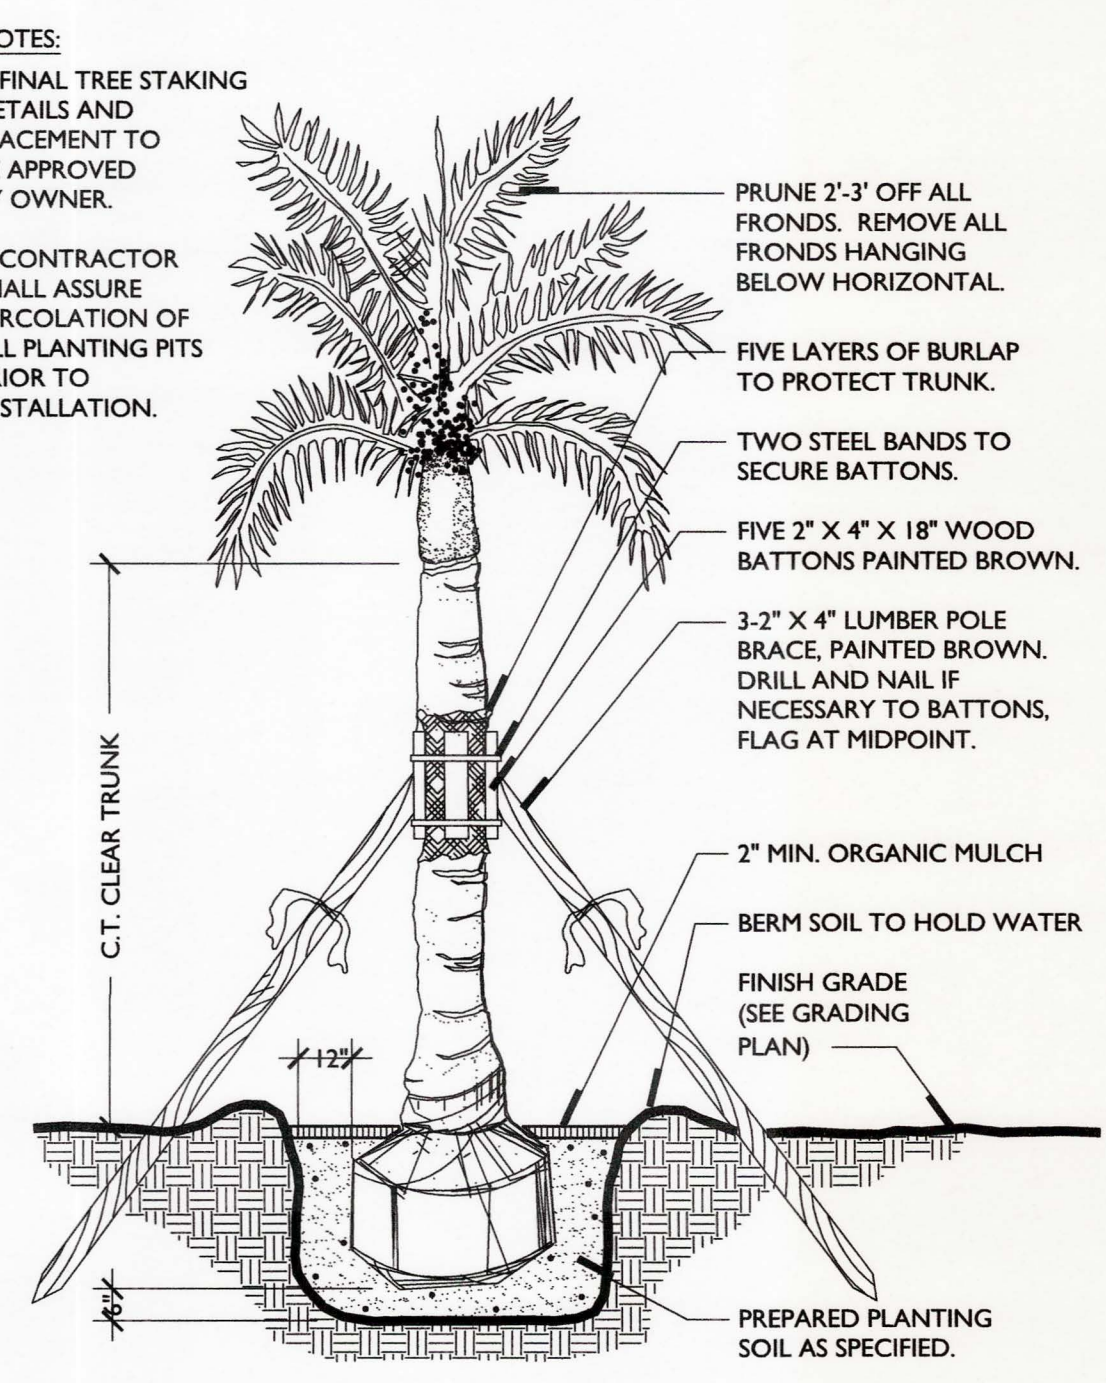 OTES:
FINAL TREE STAKING
ETAILS AND
ACEMENT TO
E APPROVED
Y OWNER.
CONTRACTOR
HALL ASSURE
ERCOLATION OF
LL PLANTING PITS
RIOR TO
STALLATION.
PRUNE 2'-3' OFF ALL
FRONDS. REMOVE ALL
FRONDS HANGING
BELOW HORIZONTAL.
FIVE LAYERS OF BURLAP
TO PROTECT TRUNK.
TWO STEEL BANDS TO
SECURE BATTONS.
FIVE 2" X 4" X 18" WOOD
BATTONS PAINTED BROWN.
3-2" X 4" LUMBER POLE
BRACE, PAINTED BROWN.
DRILL AND NAIL IF
NECESSARY TO BATTONS,
FLAG AT MIDPOINT.
C.T. CLEAR TRUNK
2" MIN. ORGANIC MULCH
BERM SOIL TO HOLD WATER
FINISH GRADE
(SEE GRADING
PLAN)
12"
6"
PREPARED PLANTING
SOIL AS SPECIFIED.